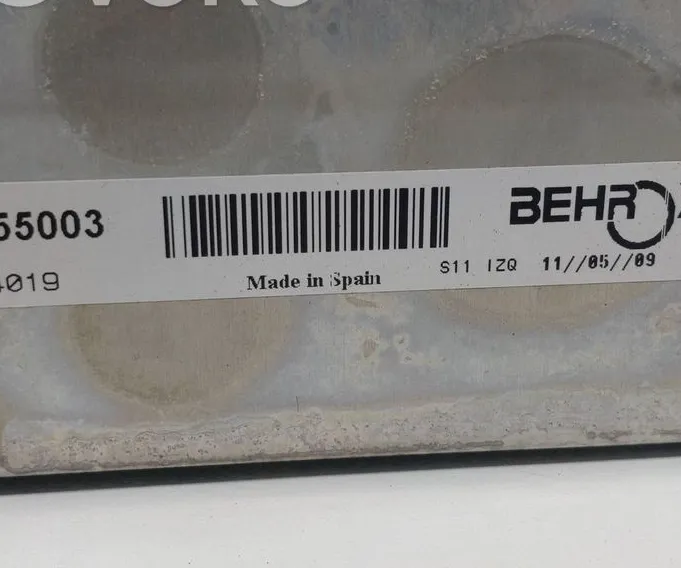 55003
BEHR
4019
Made in Spain
S11 IZQ 11//05//09